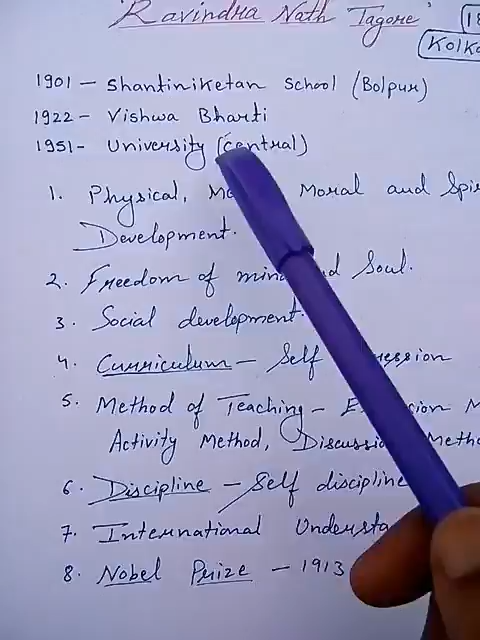 "Ravindra Nath Tagore"
1901 - Shantiniketan School (Bolpur)
1922 - Vishwa Bharti
1951 - University (Central)
1. Physical, Moral and
Development.
2. Freedom of Soul.
3. Social development.
4. Curriculum - Self
5. Method of Teaching -
Activity Method, Discussion
6. Discipline - Self discipline
7. International
8. Nobel Prize - 1913